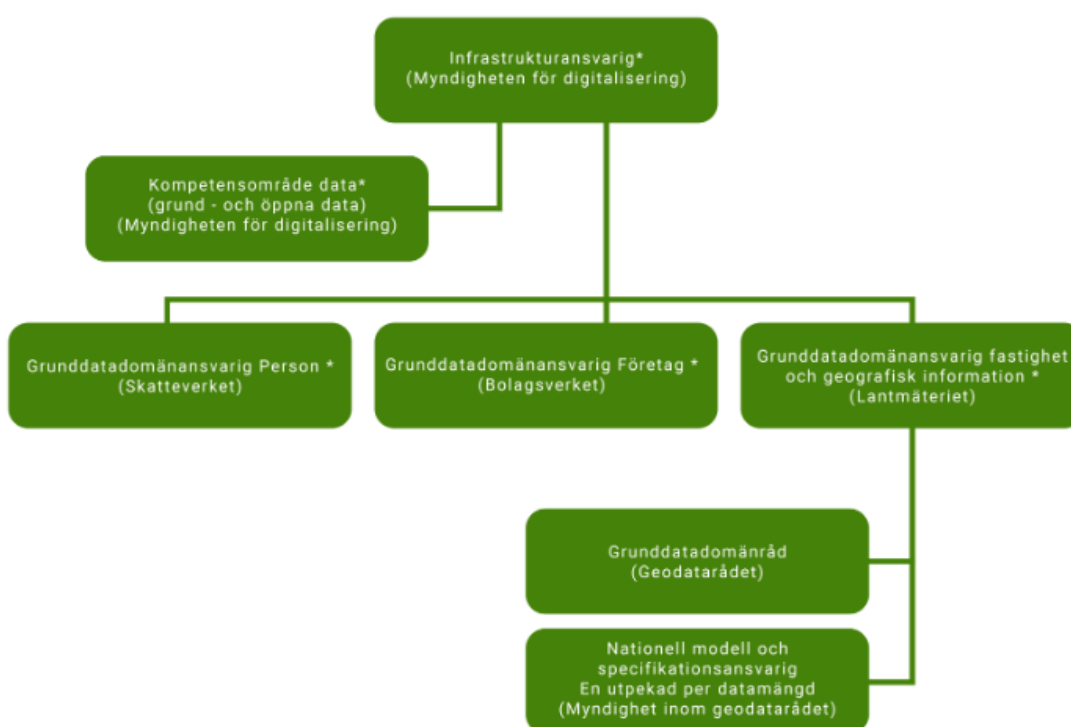 Infrastrukturansvarig*
(Myndigheten för digitalisering)
Kompetensområde data*
(grund - och öppna data)
(Myndigheten för digitalisering)
Grunddatadomänansvarig Person *
(Skatteverket)
Grunddatadomänansvarig Företag *
(Bolagsverket)
Grunddatadomänansvarig fastighet
och geografisk information *
(Lantmäteriet)
Grunddatadomänråd
(Geodatarådet)
Nationell modell och
specifikationsansvarig
En utpekad per datamängd
(Myndighet inom geodatarådet)